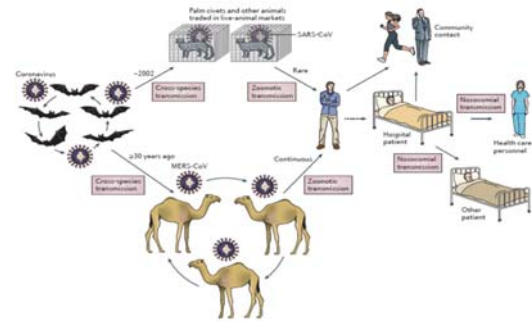 Palm civets and other animals
traded in live-animal markets
SARS-CoV
Coronavirus
~2002
Cross-species
transmission
Rare
Zoonotic
transmission
Community
contact
Hospital
patient
Nosocomial
transmission
Health care
personnel
Nosocomial
transmission
Other
patient
≥30 years ago
Cross-species
transmission
MERS-CoV
Continuous
Zoonotic
transmission